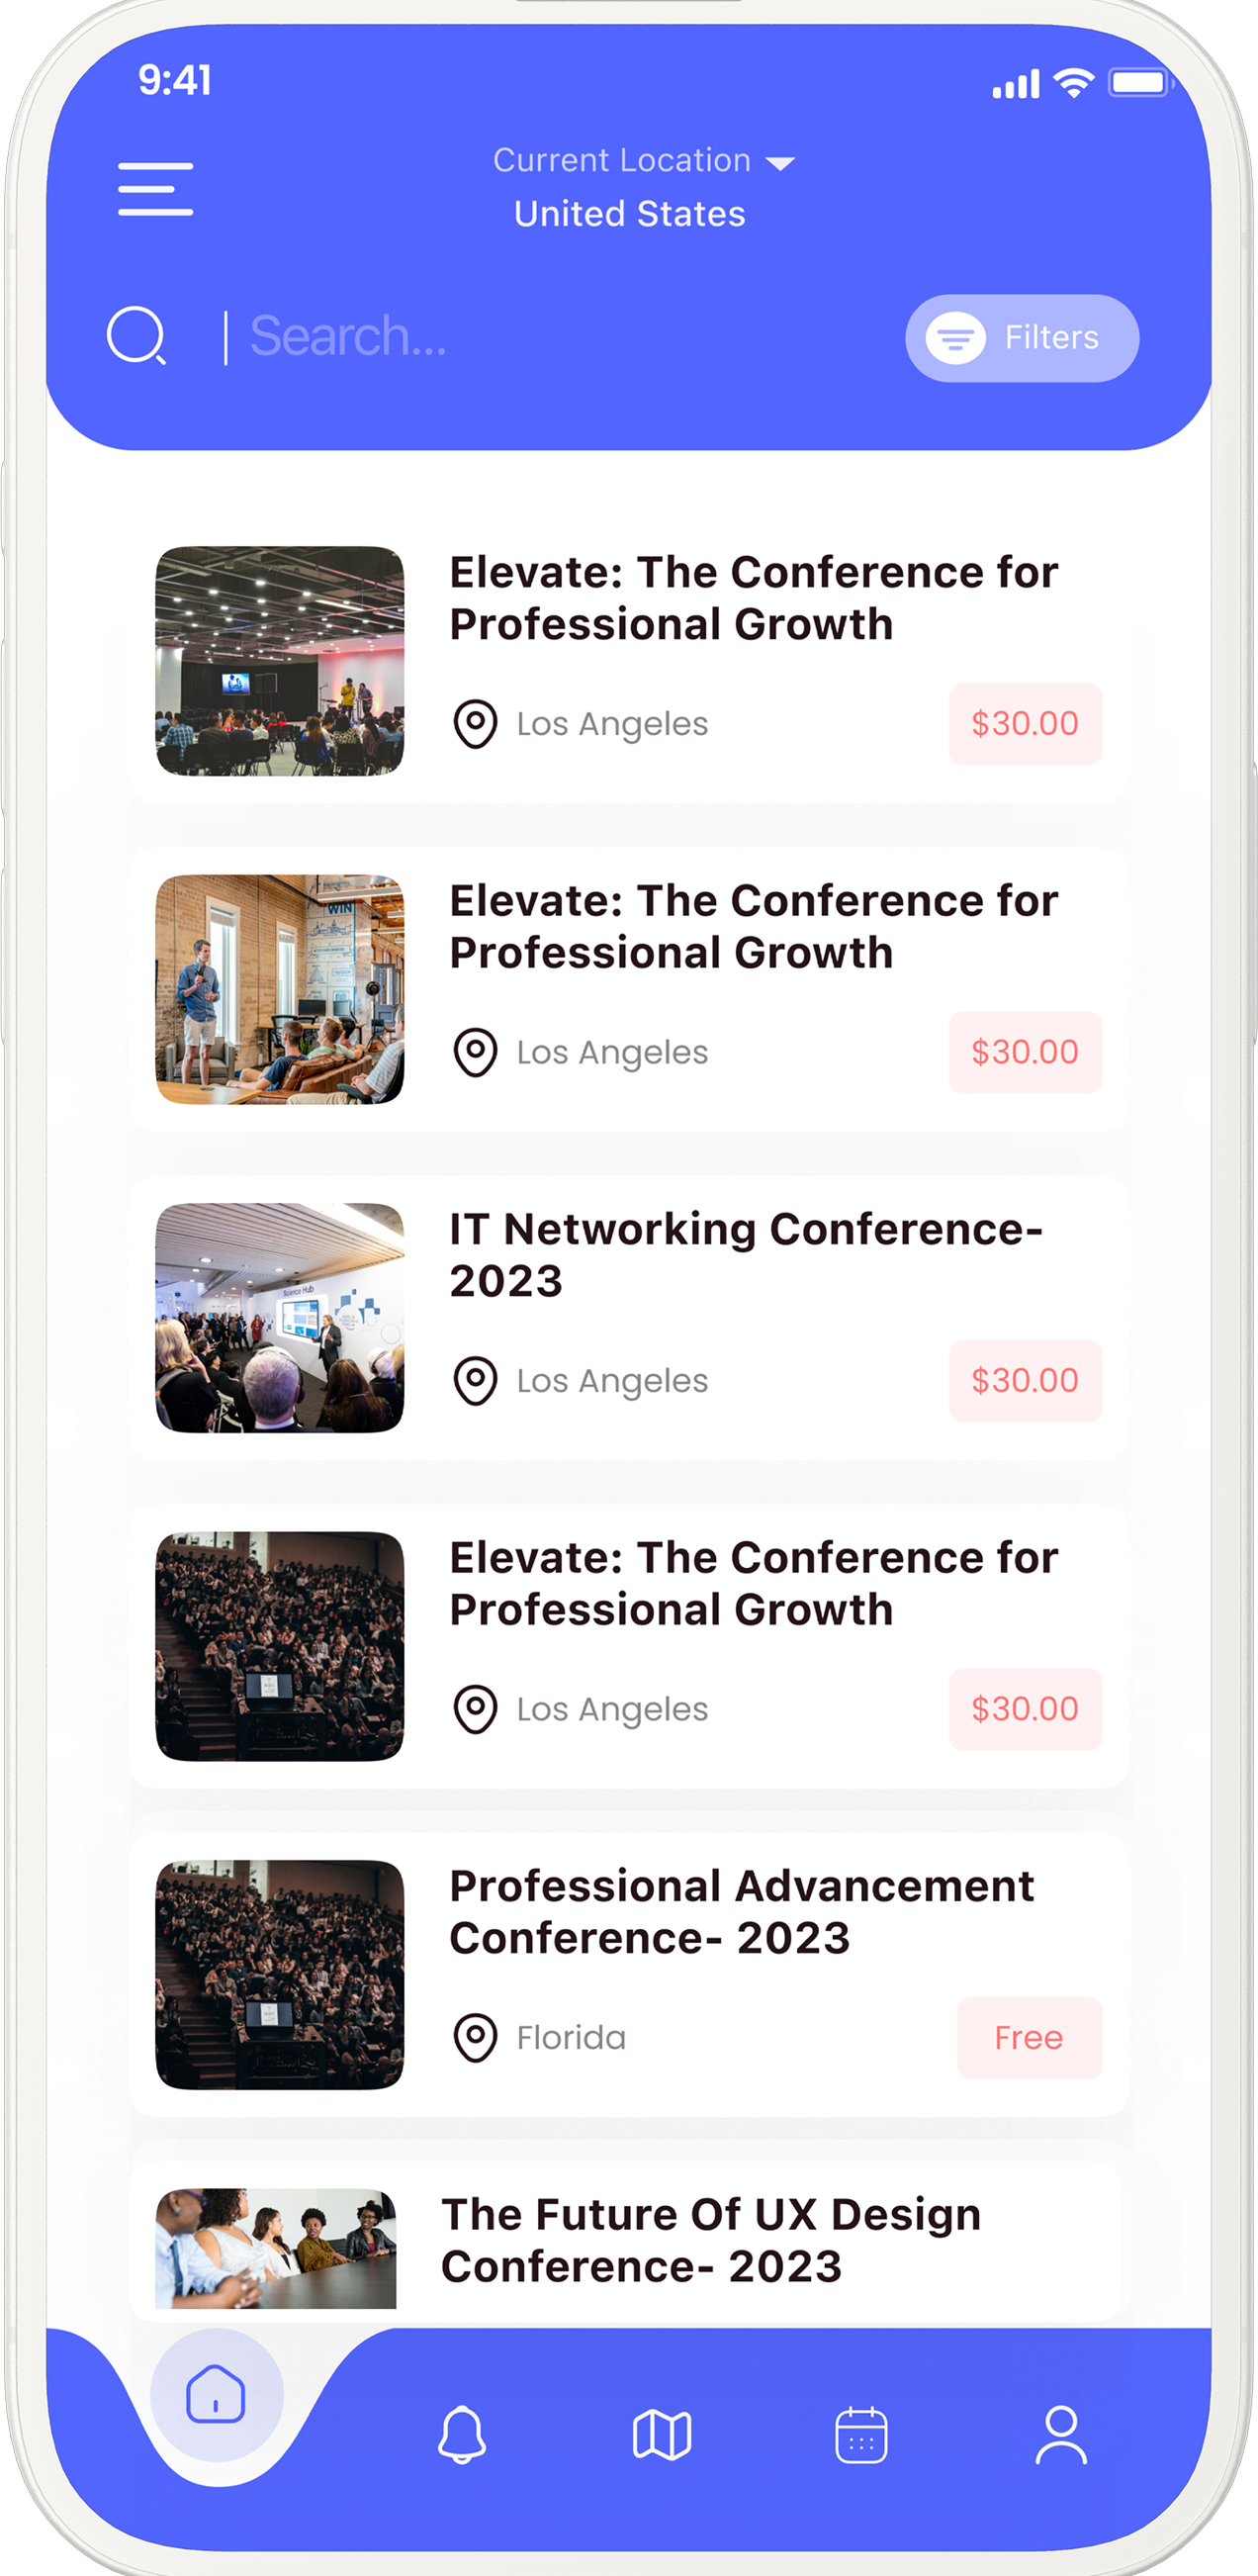 9:41
Current Location
United States
Search...
Filters
Elevate: The Conference for
Professional Growth
Los Angeles
$30.00
WIN
Elevate: The Conference for
Professional Growth
Los Angeles
$30.00
Science Hub
IT Networking Conference-
2023
Los Angeles
$30.00
Elevate: The Conference for
Professional Growth
Los Angeles
$30.00
Professional Advancement
Conference- 2023
Florida
Free
The Future Of UX Design
Conference- 2023